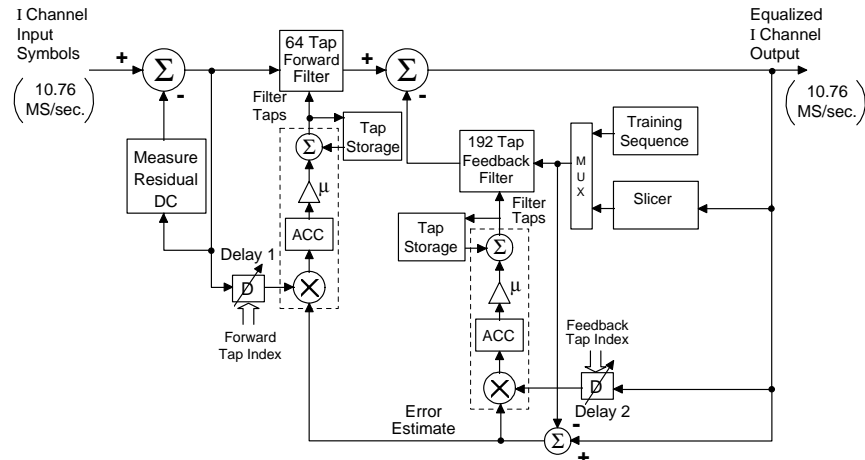 I Channel
Input
Symbols
(10.76
MS/sec.)
+
Σ
-
64 Tap
Forward
Filter
+
Σ
-
Equalized
I Channel
Output
(10.76
MS/sec.)
Filter
Taps
Tap
Storage
Σ
μ
ACC
Measure
Residual
DC
Delay 1
D
Forward
Tap Index
192 Tap
Feedback
Filter
MUX
Training
Sequence
Slicer
Filter
Taps
Tap
Storage
Σ
μ
ACC
Feedback
Tap Index
D
Delay 2
Error
Estimate
-
Σ
+